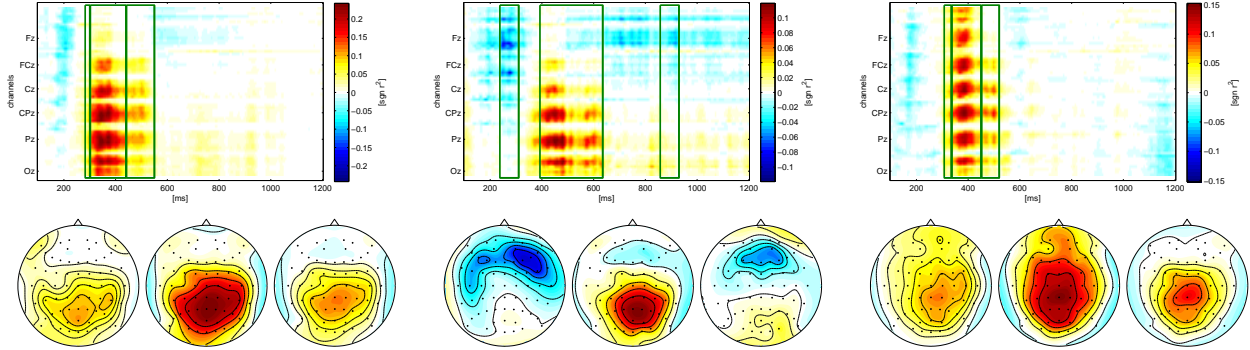 Fz
FCz
Cz
CPz
Pz
Oz
channels
200 400 600 800 1000 1200
[ms]
0.2
0.15
0.1
0.05
0
-0.05
-0.1
-0.15
-0.2
[sgn r²]
Fz
FCz
Cz
CPz
Pz
Oz
channels
200 400 600 800 1000 1200
[ms]
0.1
0.08
0.06
0.04
0.02
0
-0.02
-0.04
-0.06
-0.08
-0.1
[sgn r²]
Fz
FCz
Cz
CPz
Pz
Oz
channels
200 400 600 800 1000 1200
[ms]
0.15
0.1
0.05
0
-0.05
-0.10
-0.15
[sgn r²]